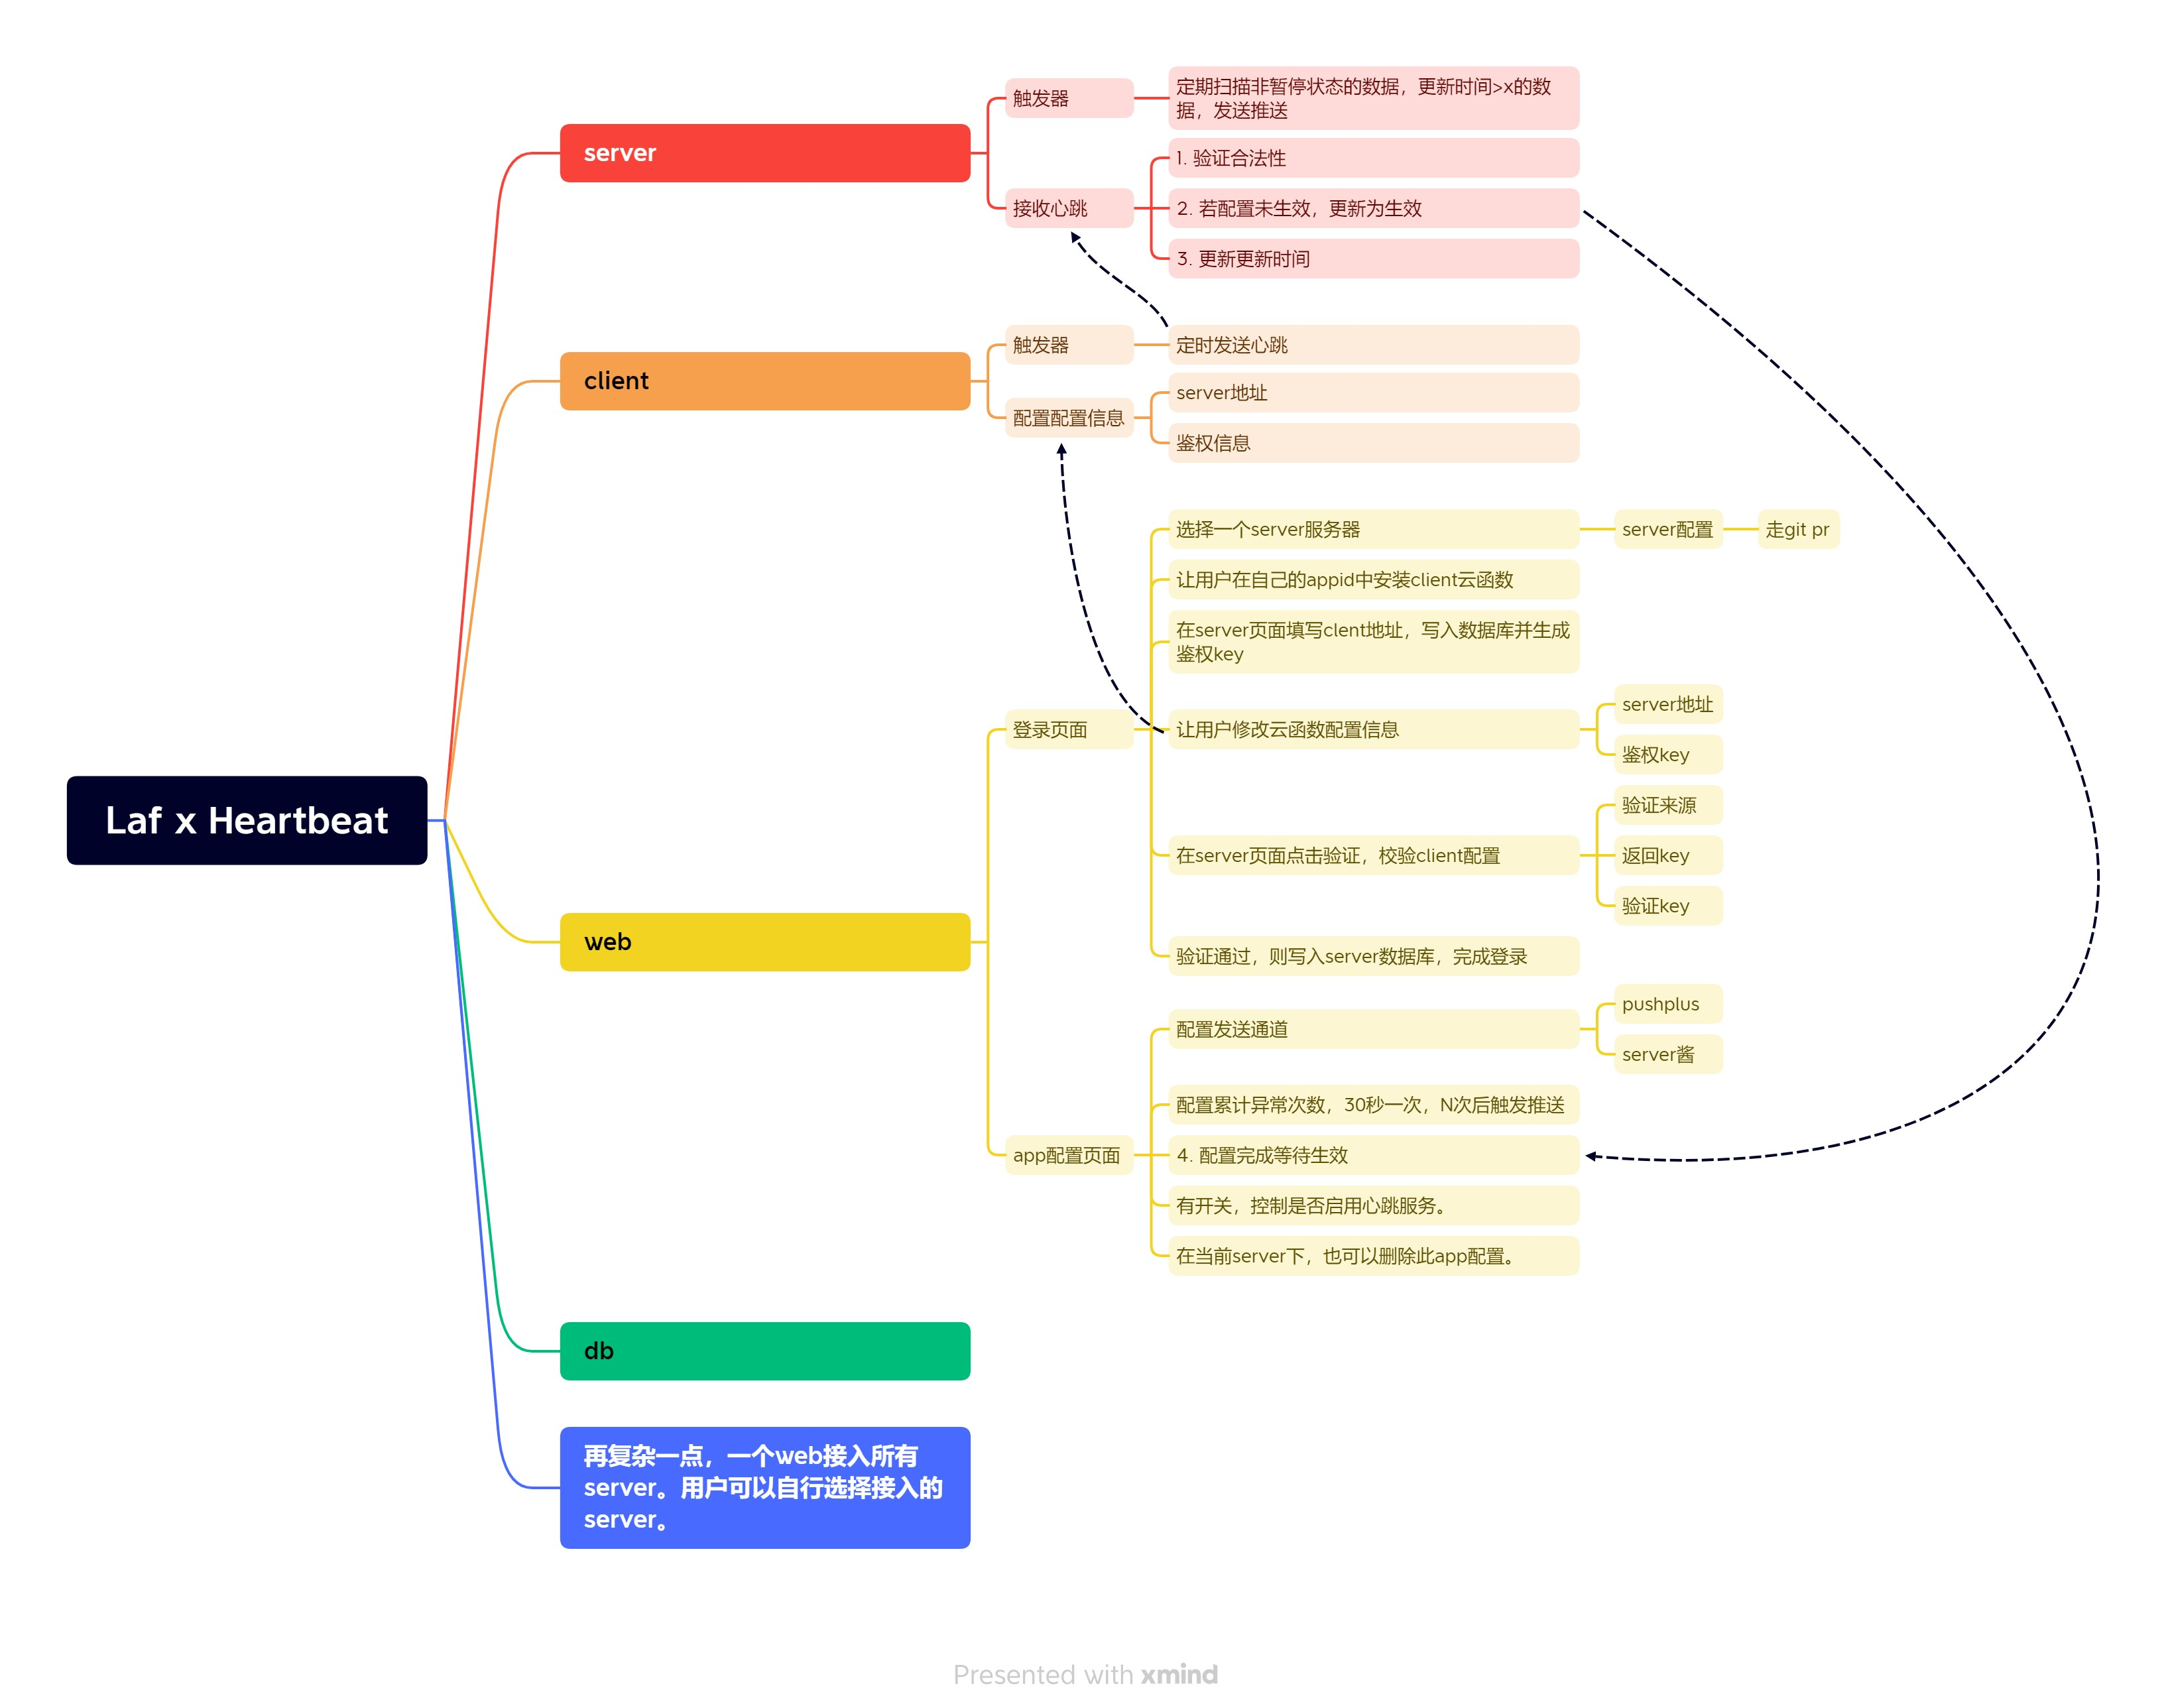 Laf x Heartbeat
server
触发器
定期扫描非暂停状态的数据，更新时间>x的数
据，发送推送
接收心跳
1. 验证合法性
2. 若配置未生效，更新为生效
3. 更新更新时间
client
触发器
定时发送心跳
配置配置信息
server地址
鉴权信息
web
登录页面
选择一个server服务器
server配置
走git pr
让用户在自己的appid中安装client云函数
在server页面填写clent地址，写入数据库并生成
鉴权key
让用户修改云函数配置信息
server地址
鉴权key
在server页面点击验证，校验client配置
验证来源
返回key
验证key
验证通过，则写入server数据库，完成登录
app配置页面
配置发送通道
pushplus
server酱
配置累计异常次数，30秒一次，N次后触发推送
4. 配置完成等待生效
有开关，控制是否启用心跳服务。
在当前server下，也可以删除此app配置。
db
再复杂一点，一个web接入所有
server。用户可以自行选择接入的
server。
Presented with xmind